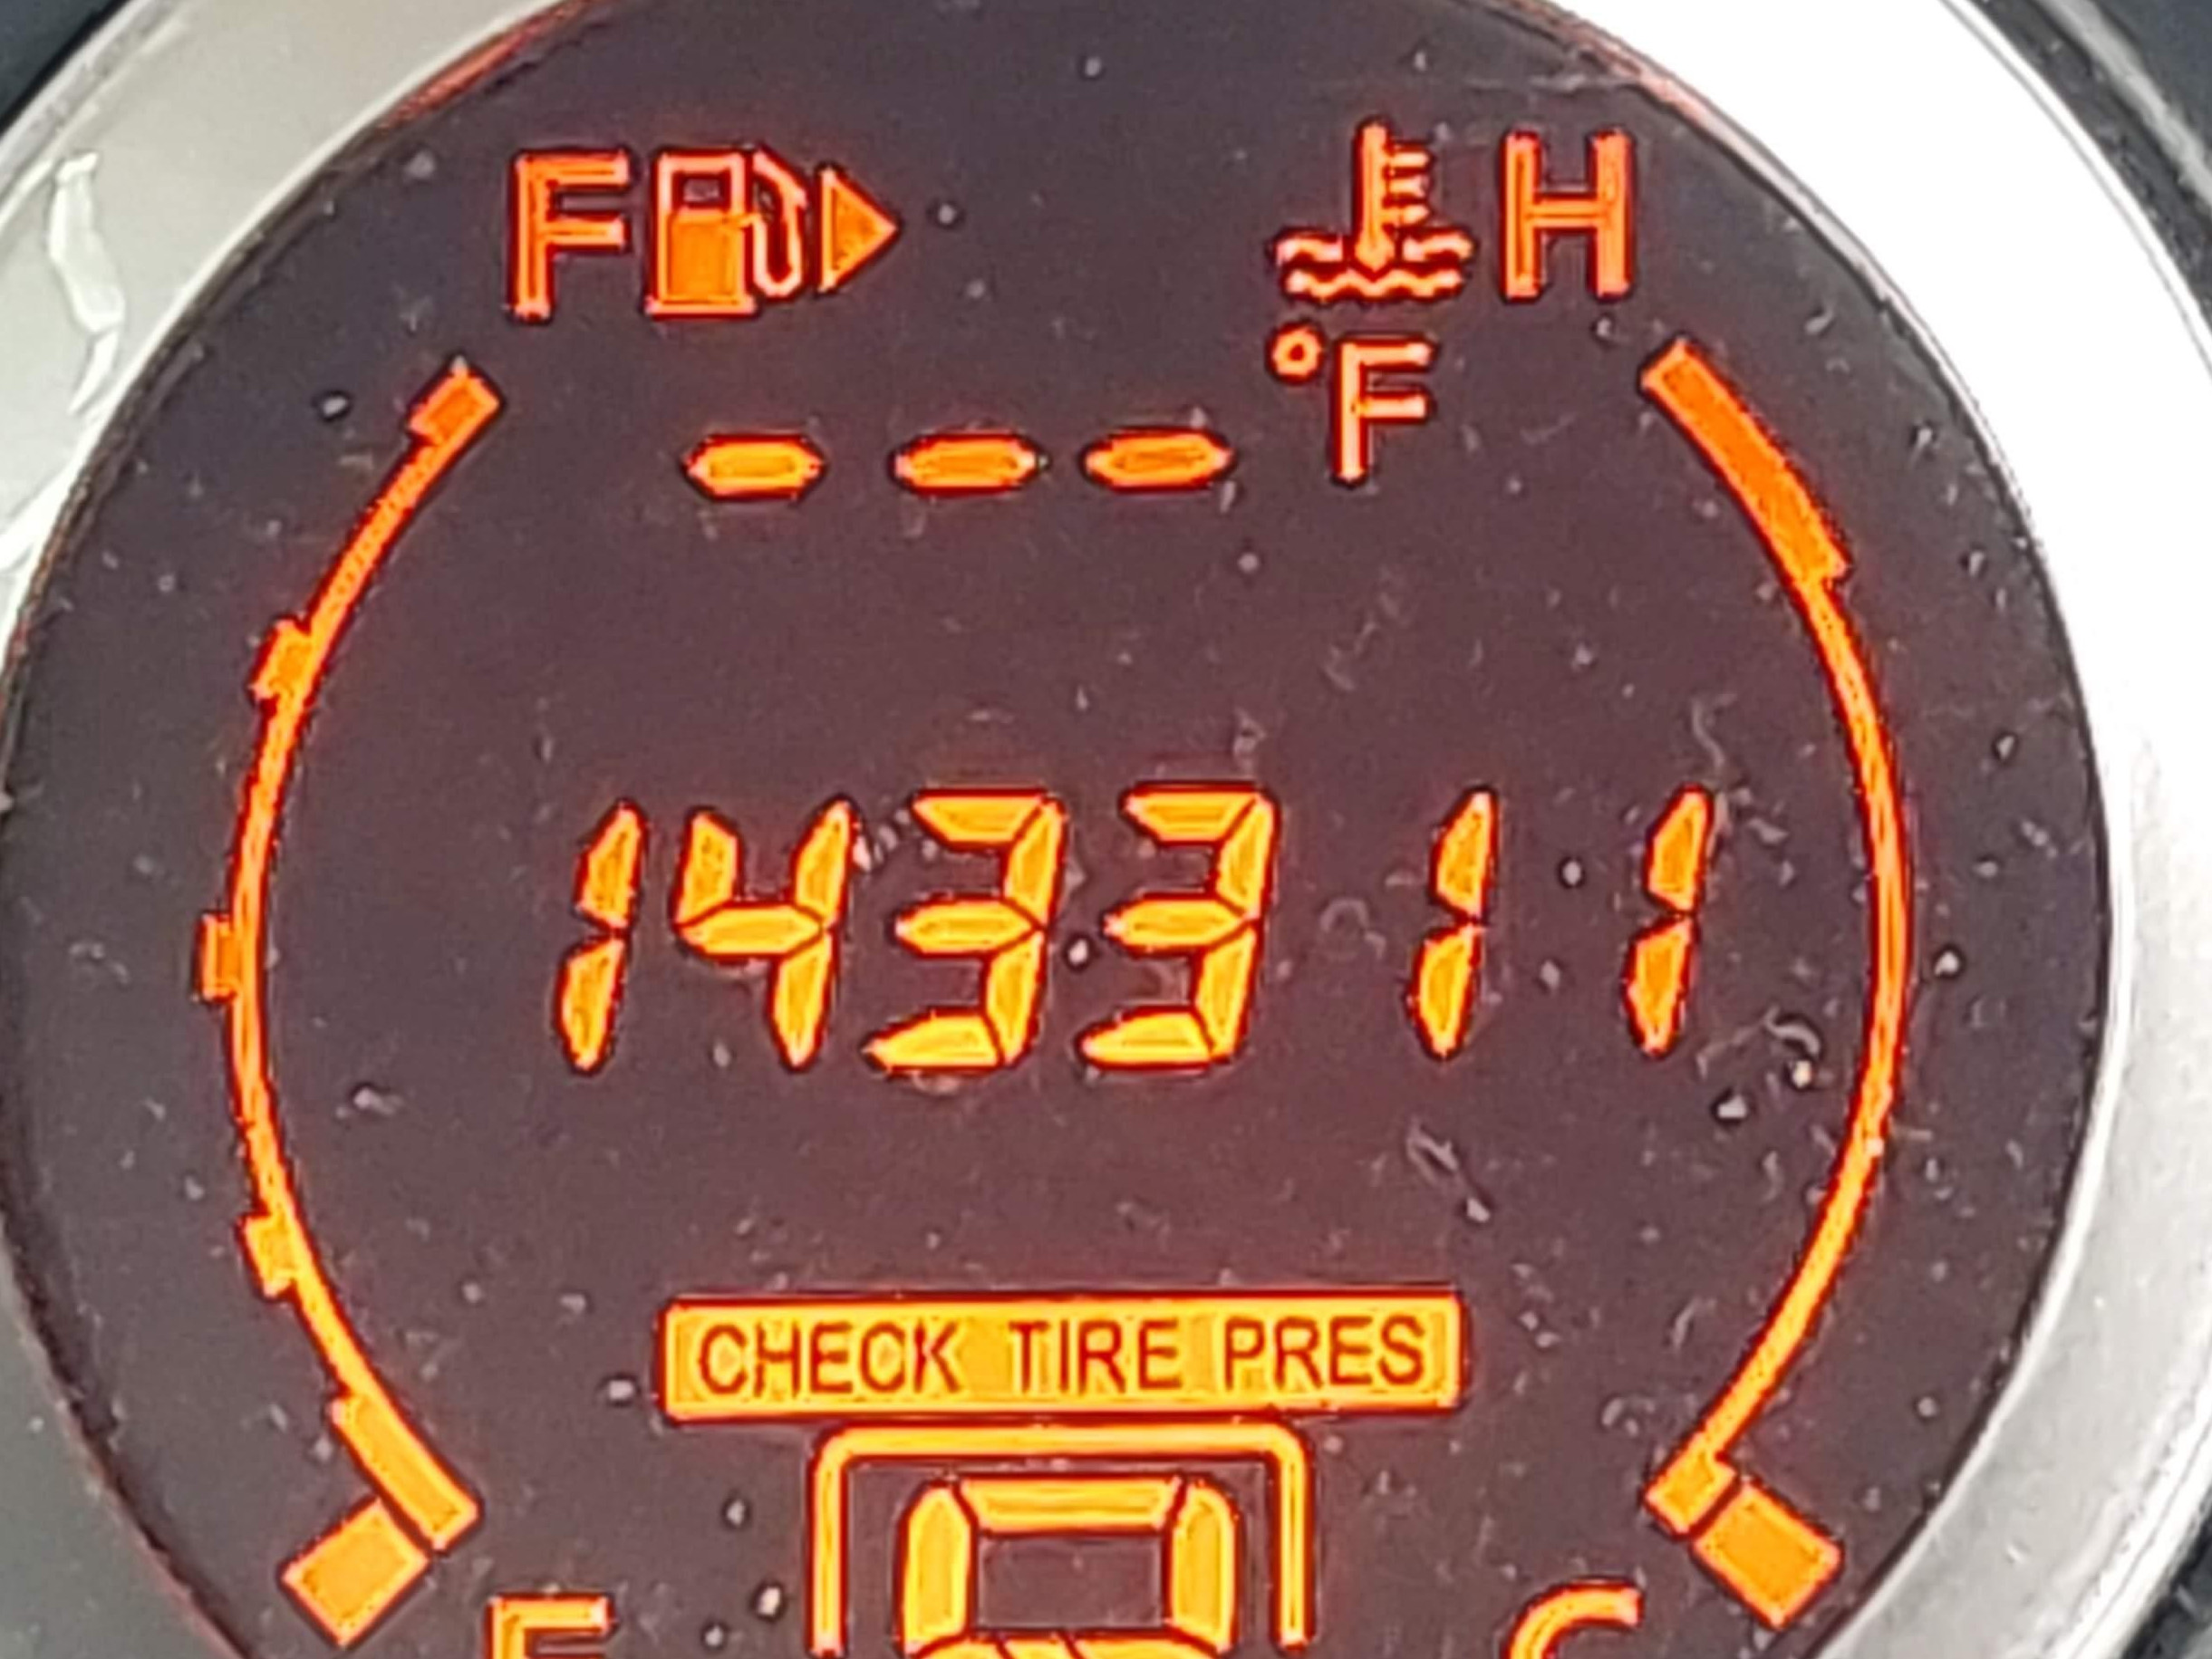 F H
--- °F
143311
CHECK TIRE PRES